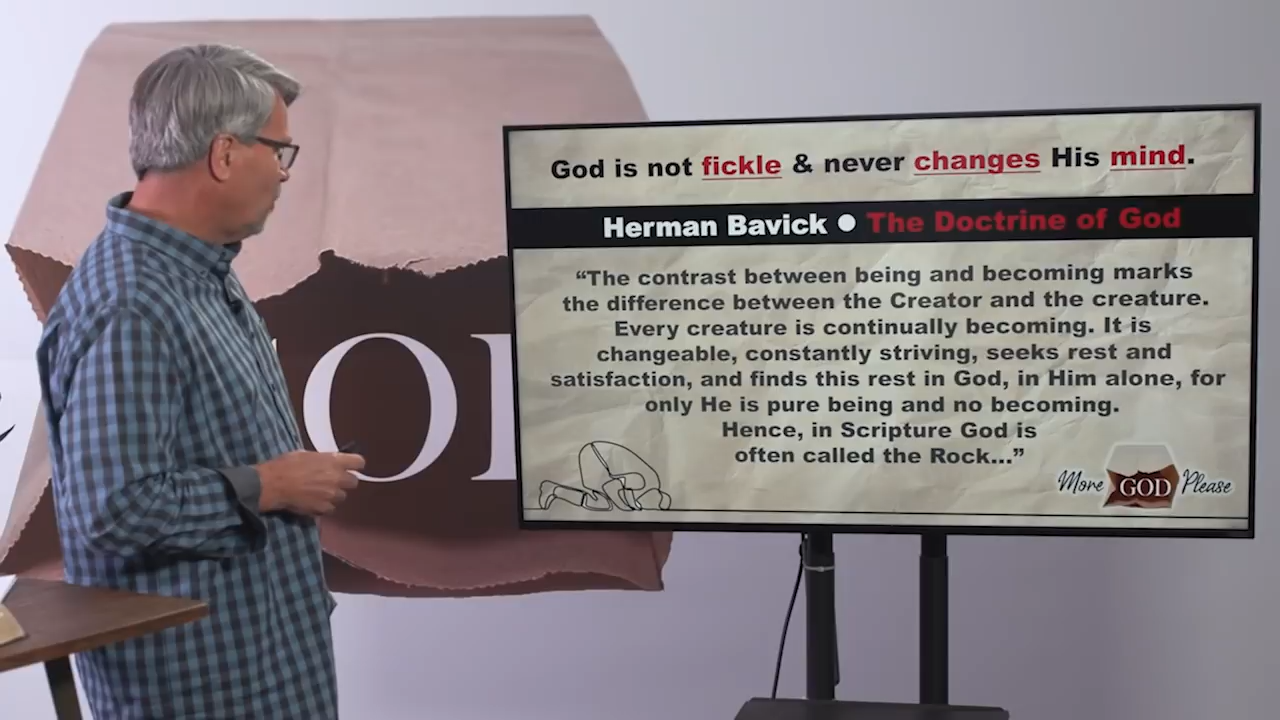 God is not fickle & never changes His mind.
Herman Bavick ● The Doctrine of God
“The contrast between being and becoming marks
the difference between the Creator and the creature.
Every creature is continually becoming. It is
changeable, constantly striving, seeks rest and
satisfaction, and finds this rest in God, in Him alone, for
only He is pure being and no becoming.
Hence, in Scripture God is
often called the Rock...”
More GOD Please